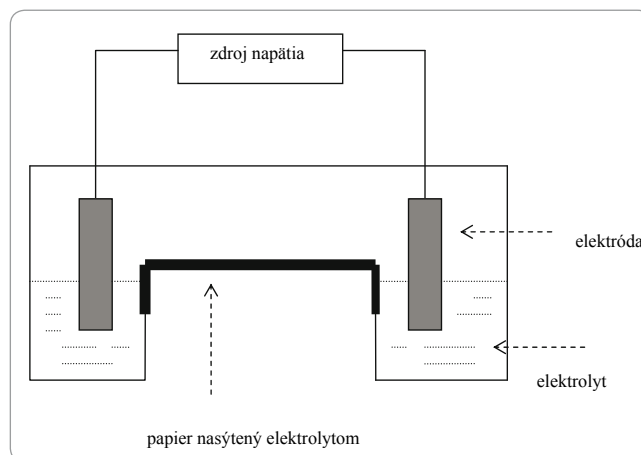 zdroj napätia
elektróda
elektrolyt
papier nasýtený elektrolytom